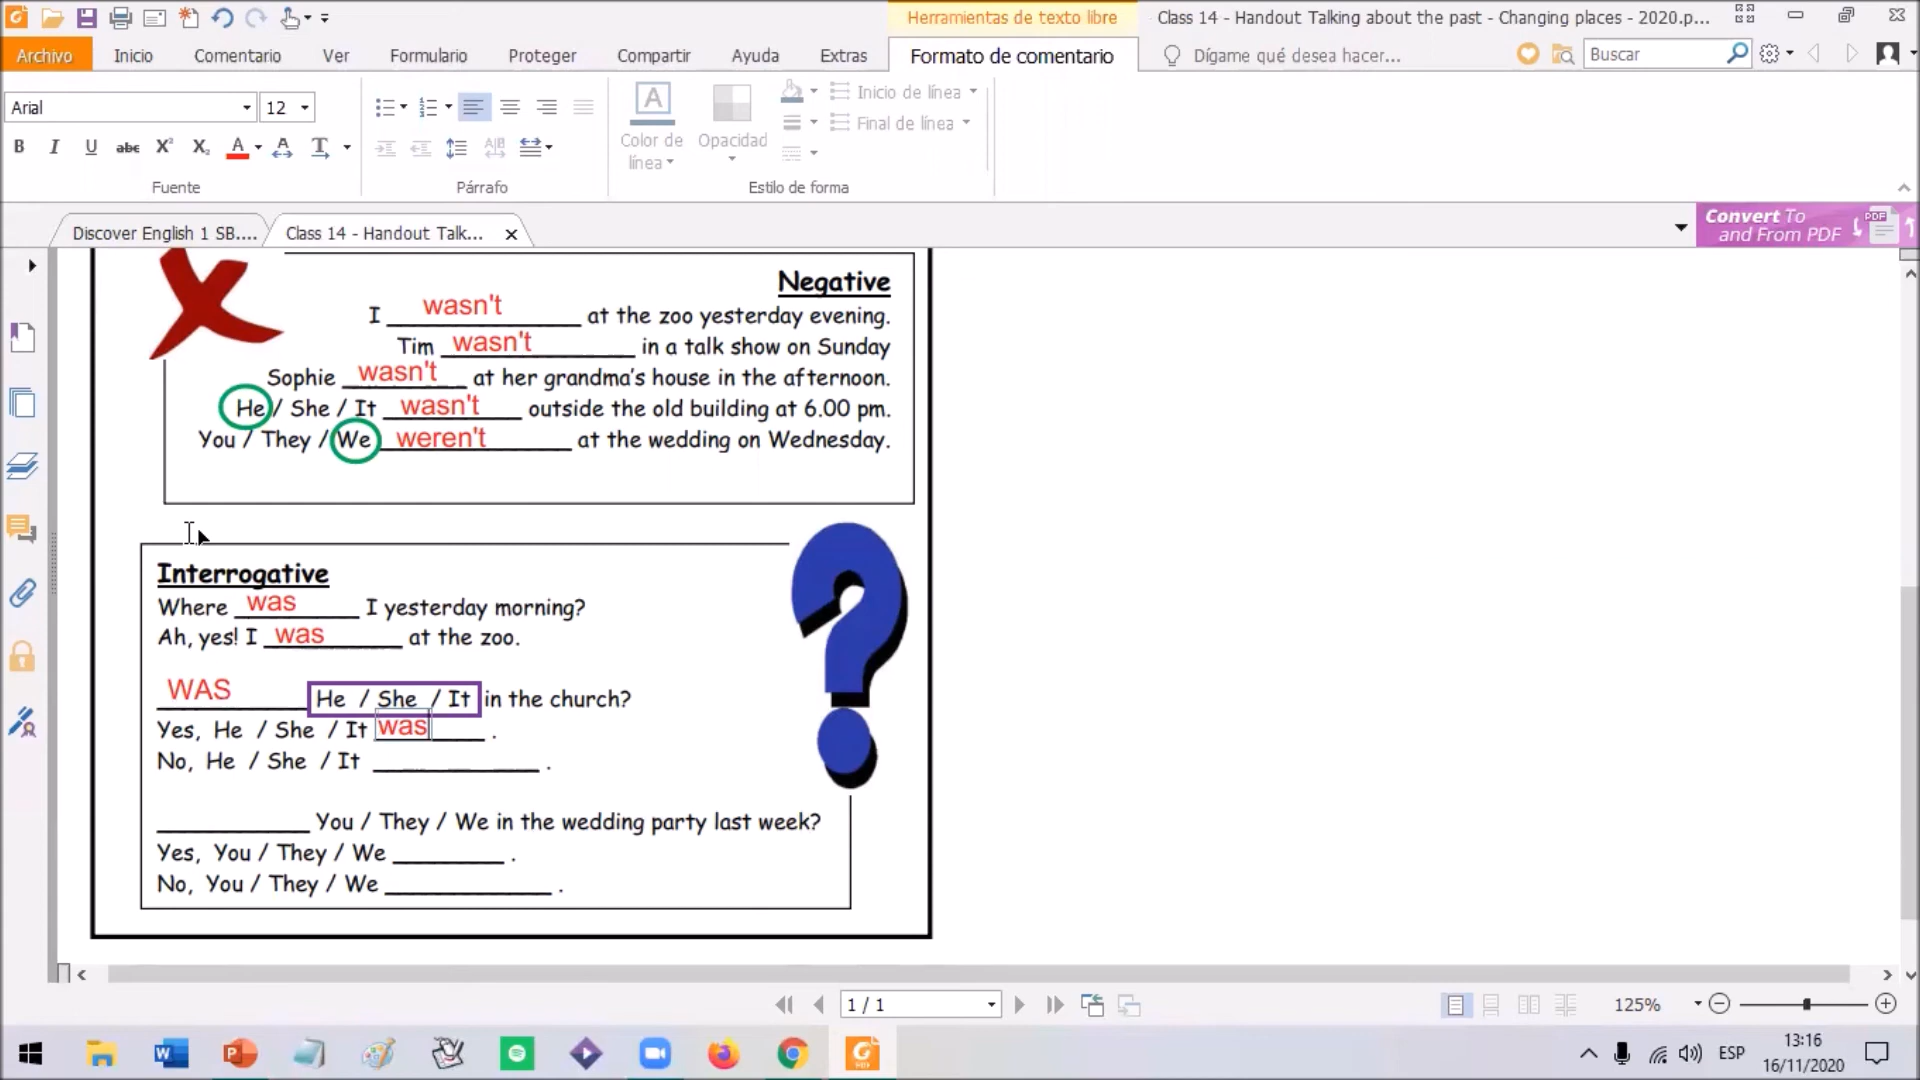 Herramientas de texto libre
Class 14 - Handout Talking about the past - Changing places - 2020.p...
Archivo Inicio Comentario Ver Formulario Proteger Compartir Ayuda Extras Formato de comentario Dígame qué desea hacer... Buscar
Arial 12
Color de línea
Opacidad
Inicio de línea
Final de línea
B I U abc X² X₂ A A T
Fuente Párrafo Estilo de forma
Discover English 1 SB.... Class 14 - Handout Talk...
Convert To
and From PDF
Negative
I wasn't at the zoo yesterday evening.
Tim wasn't in a talk show on Sunday
Sophie wasn't at her grandma's house in the afternoon.
He / She / It wasn't outside the old building at 6.00 pm.
You / They / We weren't at the wedding on Wednesday.
Interrogative
Where was I yesterday morning?
Ah, yes! I was at the zoo.
WAS He / She / It in the church?
Yes, He / She / It was .
No, He / She / It ____________ .
____________ You / They / We in the wedding party last week?
Yes, You / They / We _________ .
No, You / They / We _____________ .
1 / 1
125%
ESP
13:16
16/11/2020